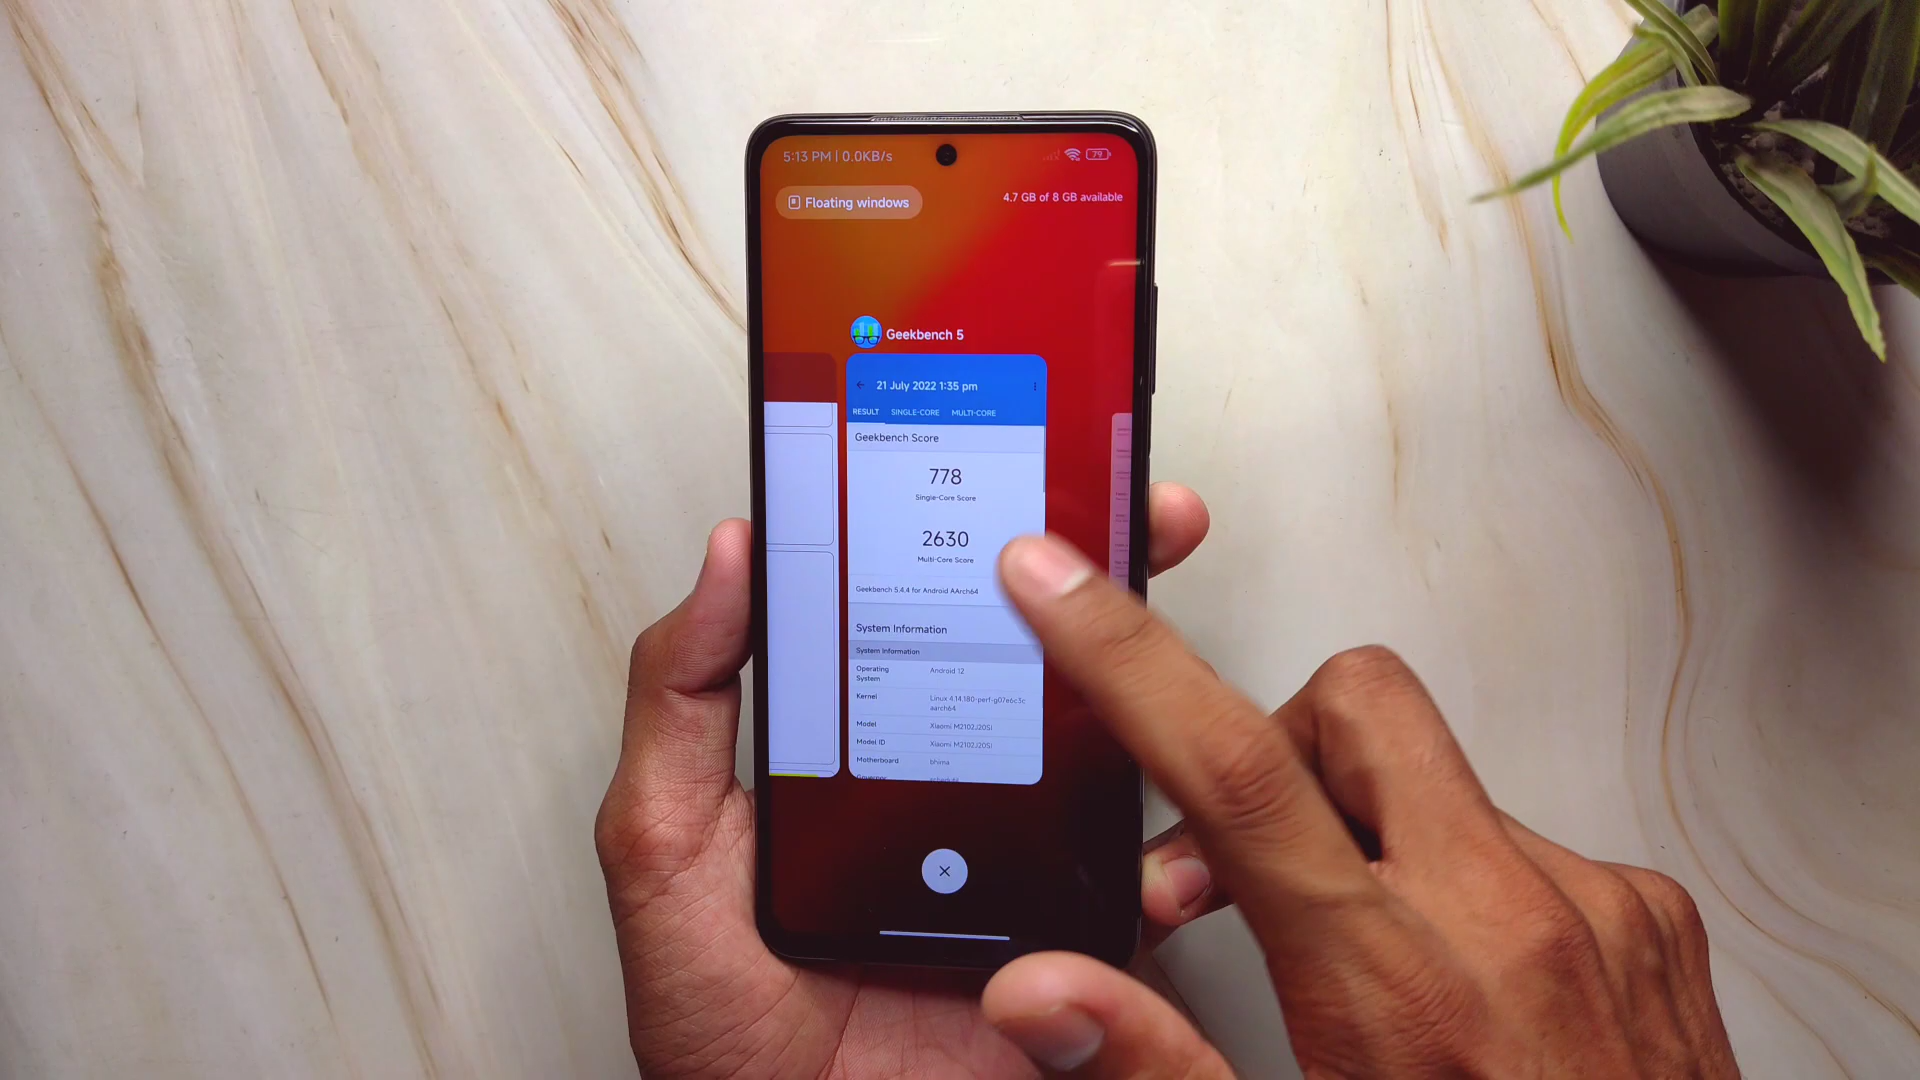 5:13 PM | 0.0KB/s
79
Floating windows
4.7 GB of 8 GB available
Geekbench 5
21 July 2022 1:35 pm
RESULT SINGLE-CORE MULTI-CORE
Geekbench Score
778
Single-Core Score
2630
Multi-Core Score
Geekbench 5.4.4 for Android AArch64
System Information
System Information
Operating System Android 12
Kernel Linux 4.14.180-perf-g07e6c3c
aarch64
Model Xiaomi M2102J20SI
Model ID Xiaomi M2102J20SI
Motherboard bhima
Governor schedutil